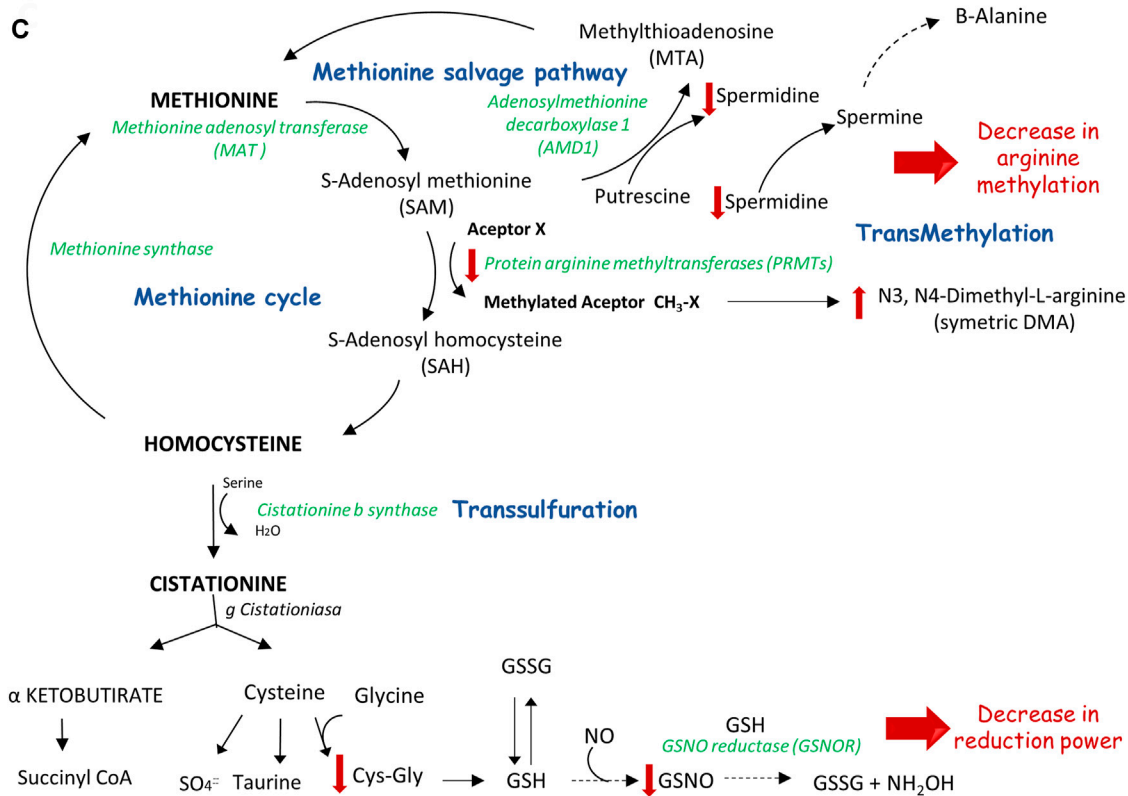 C
B-Alanine
Methylthioadenosine
(MTA)
Methionine salvage pathway
METHIONINE
Methionine adenosyl transferase
(MAT )
Adenosylmethionine
decarboxylase 1
(AMD1)
Spermidine
Spermine
Decrease in
arginine
methylation
S-Adenosyl methionine
(SAM)
Putrescine
Spermidine
TransMethylation
Aceptor X
Methionine synthase
Protein arginine methyltransferases (PRMTs)
Methionine cycle
Methylated Aceptor CH₃-X
N3, N4-Dimethyl-L-arginine
(symetric DMA)
S-Adenosyl homocysteine
(SAH)
HOMOCYSTEINE
Serine
Cistationine b synthase
Transsulfuration
H₂O
CISTATIONINE
g Cistationiasa
GSSG
α KETOBUTIRATE
Cysteine
Glycine
NO
GSH
GSNO reductase (GSNOR)
Decrease in
reduction power
Succinyl CoA
SO₄⁼
Taurine
Cys-Gly
GSH
GSNO
GSSG + NH₂OH